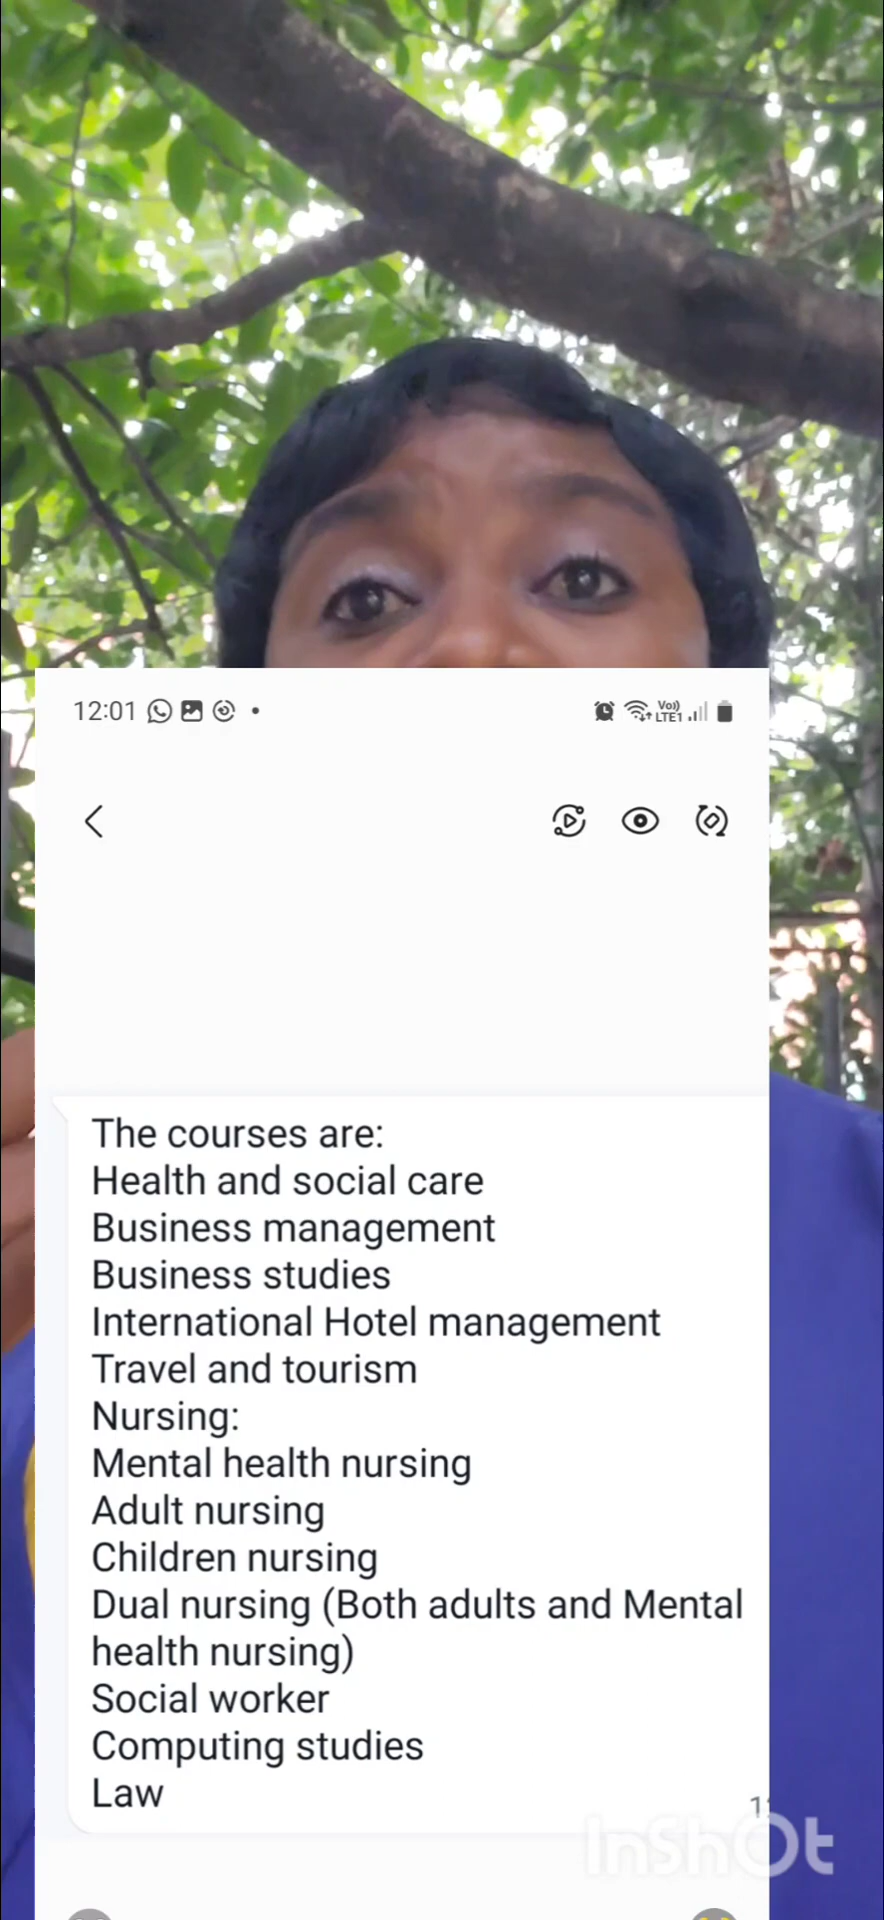 12:01
Vo))
LTE1
The courses are:
Health and social care
Business management
Business studies
International Hotel management
Travel and tourism
Nursing:
Mental health nursing
Adult nursing
Children nursing
Dual nursing (Both adults and Mental
health nursing)
Social worker
Computing studies
Law
InShOt